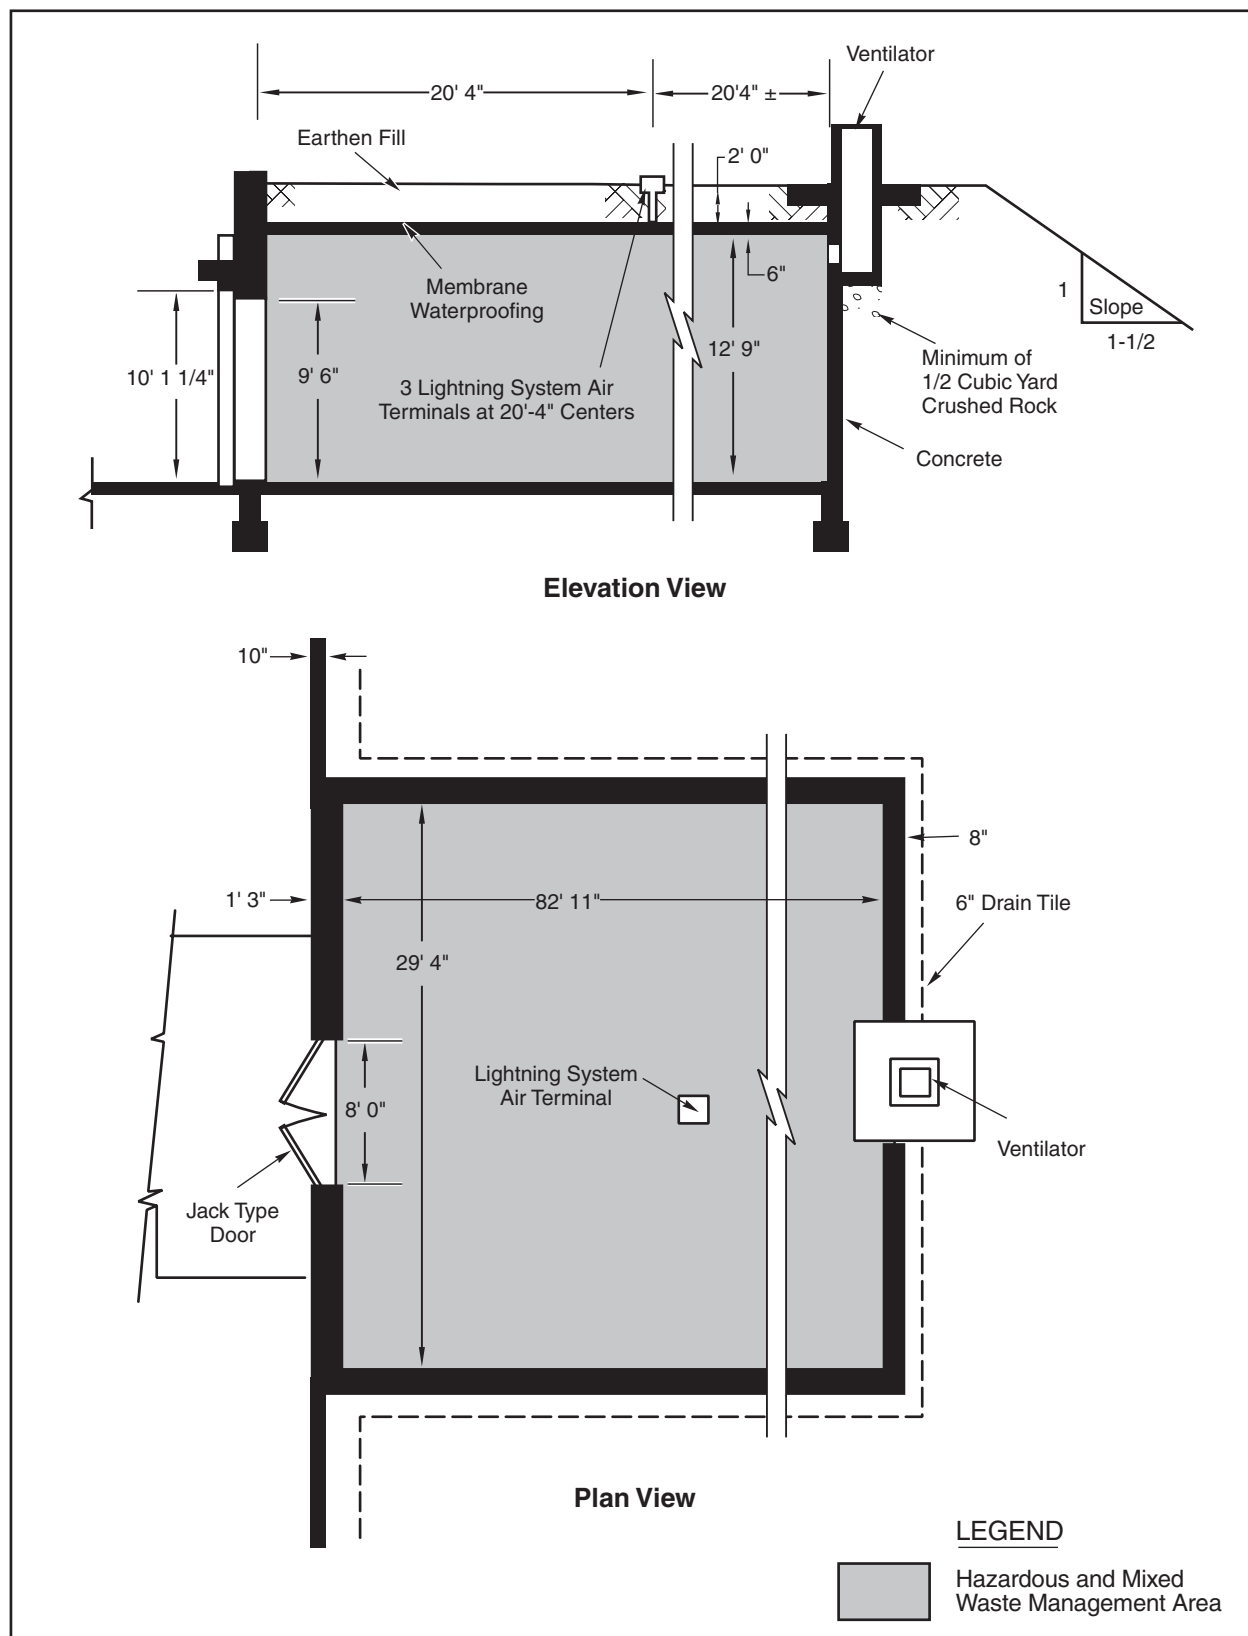 Ventilator
20' 4"
20'4" ±
Earthen Fill
2' 0"
6"
Membrane
Waterproofing
1
Slope
1-1/2
10' 1 1/4"
9' 6"
12' 9"
3 Lightning System Air
Terminals at 20'-4" Centers
Minimum of
1/2 Cubic Yard
Crushed Rock
Concrete
Elevation View
10"
8"
1' 3"
82' 11"
6" Drain Tile
29' 4"
Lightning System
Air Terminal
8' 0"
Ventilator
Jack Type
Door
Plan View
LEGEND
Hazardous and Mixed
Waste Management Area